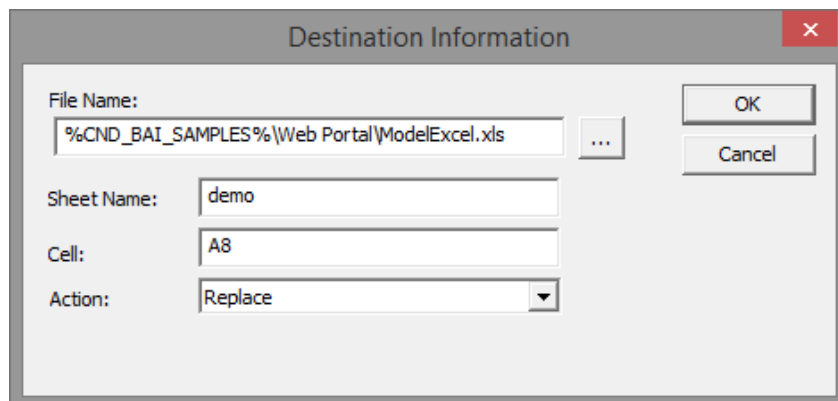 Destination Information
File Name:
%CND_BAI_SAMPLES%\Web Portal\ModelExcel.xls
...
OK
Cancel
Sheet Name:
demo
Cell:
A8
Action:
Replace